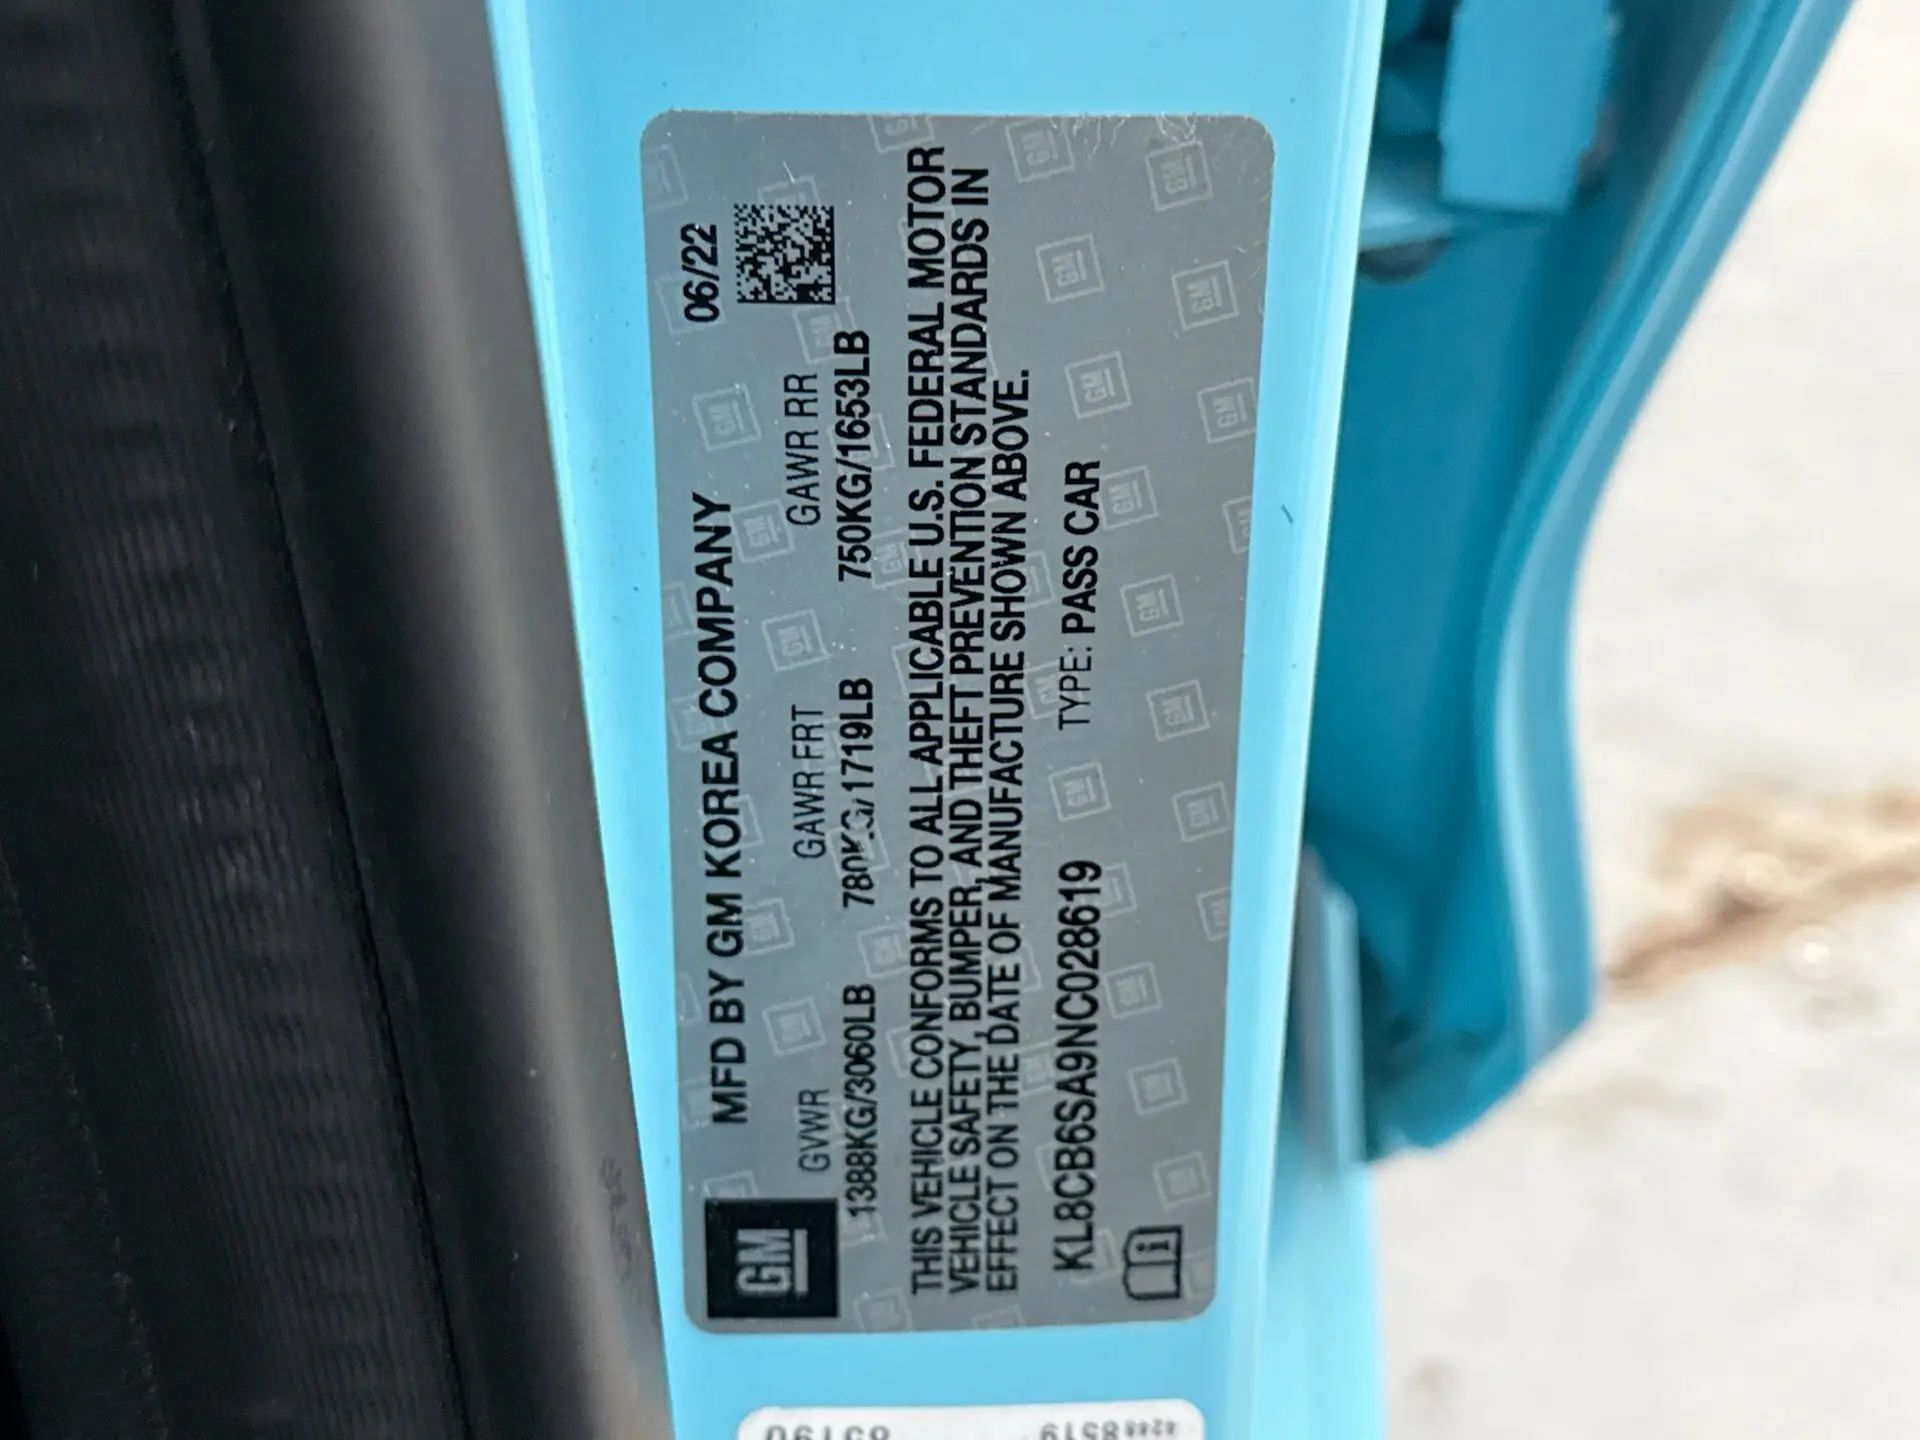 GM
MFD BY GM KOREA COMPANY 06/22
GVWR GAWR FRT GAWR RR
1388KG/3060LB 780KG/1719LB 750KG/1653LB
THIS VEHICLE CONFORMS TO ALL APPLICABLE U.S. FEDERAL MOTOR
VEHICLE SAFETY, BUMPER, AND THEFT PREVENTION STANDARDS IN
EFFECT ON THE DATE OF MANUFACTURE SHOWN ABOVE.
KL8CB6SA9NC028619 TYPE: PASS CAR